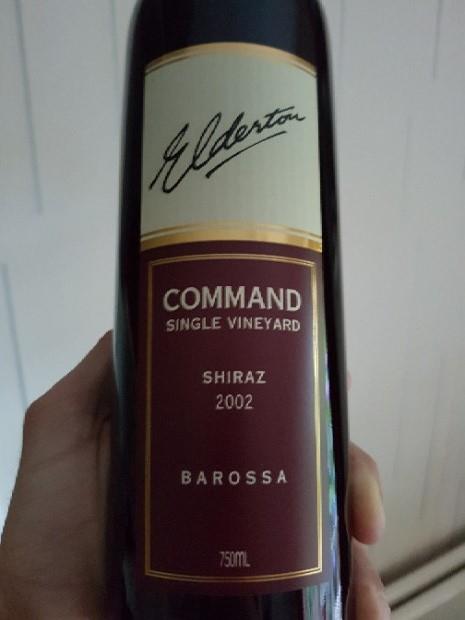 Elderton
COMMAND
SINGLE VINEYARD
SHIRAZ
2002
BAROSSA
750ML